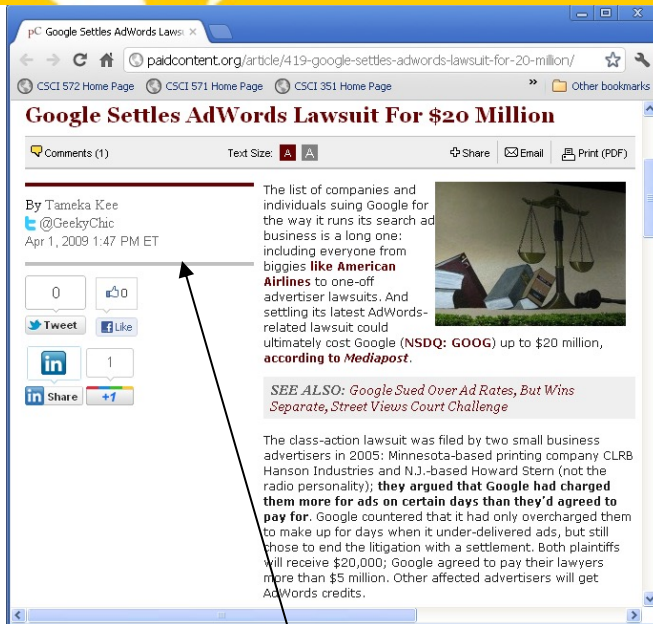 pC Google Settles AdWords Lawsu
paidcontent.org/article/419-google-settles-adwords-lawsuit-for-20-million/
CSCI 572 Home Page CSCI 571 Home Page CSCI 351 Home Page » Other bookmarks
Google Settles AdWords Lawsuit For $20 Million
Comments (1) Text Size: A A Share Email Print (PDF)
By Tameka Kee
@GeekyChic
Apr 1, 2009 1:47 PM ET
0 0
Tweet Like
in 1
in Share +1
The list of companies and
individuals suing Google for
the way it runs its search ad
business is a long one:
including everyone from
biggies like American
Airlines to one-off
advertiser lawsuits. And
settling its latest AdWords-
related lawsuit could
ultimately cost Google (NSDQ: GOOG) up to $20 million,
according to Mediapost.
SEE ALSO: Google Sued Over Ad Rates, But Wins
Separate, Street Views Court Challenge
The class-action lawsuit was filed by two small business
advertisers in 2005: Minnesota-based printing company CLRB
Hanson Industries and N.J.-based Howard Stern (not the
radio personality); they argued that Google had charged
them more for ads on certain days than they'd agreed to
pay for. Google countered that it had only overcharged them
to make up for days when it under-delivered ads, but still
chose to end the litigation with a settlement. Both plaintiffs
will receive $20,000; Google agreed to pay their lawyers
more than $5 million. Other affected advertisers will get
AdWords credits.